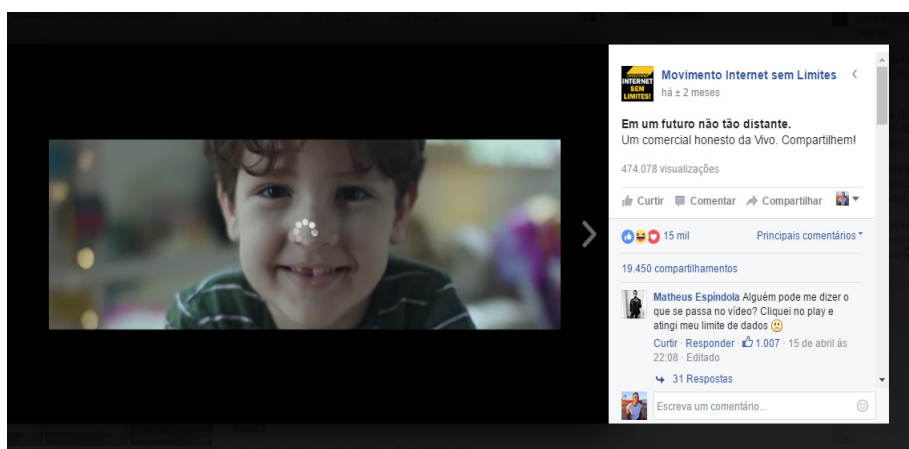 Movimento Internet sem Limites
há ± 2 meses
INTERNET
SEM
LIMITES!
Em um futuro não tão distante.
Um comercial honesto da Vivo. Compartilhem!
474.078 visualizações
Curtir Comentar Compartilhar
15 mil Principais comentários
19.450 compartilhamentos
Matheus Espíndola Alguém pode me dizer o
que se passa no vídeo? Cliquei no play e
atingi meu limite de dados
Curtir · Responder · 1.007 · 15 de abril às
22:08 · Editado
31 Respostas
Escreva um comentário...